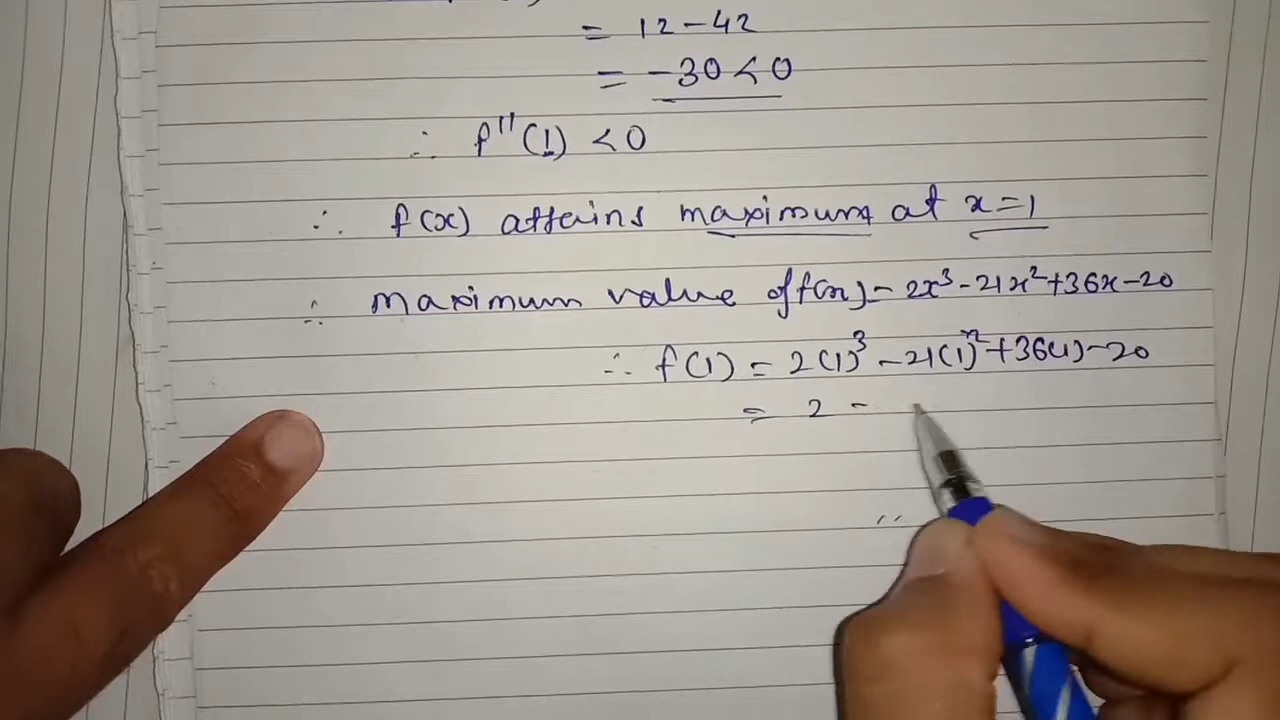 = 12 - 42
= -30 < 0
∴ f''(1) < 0
∴ f(x) attains maximum at x = 1
∴ maximum value of f(x) = 2x³ - 21x² + 36x - 20
∴ f(1) = 2(1)³ - 21(1)² + 36(1) - 20
= 2 -